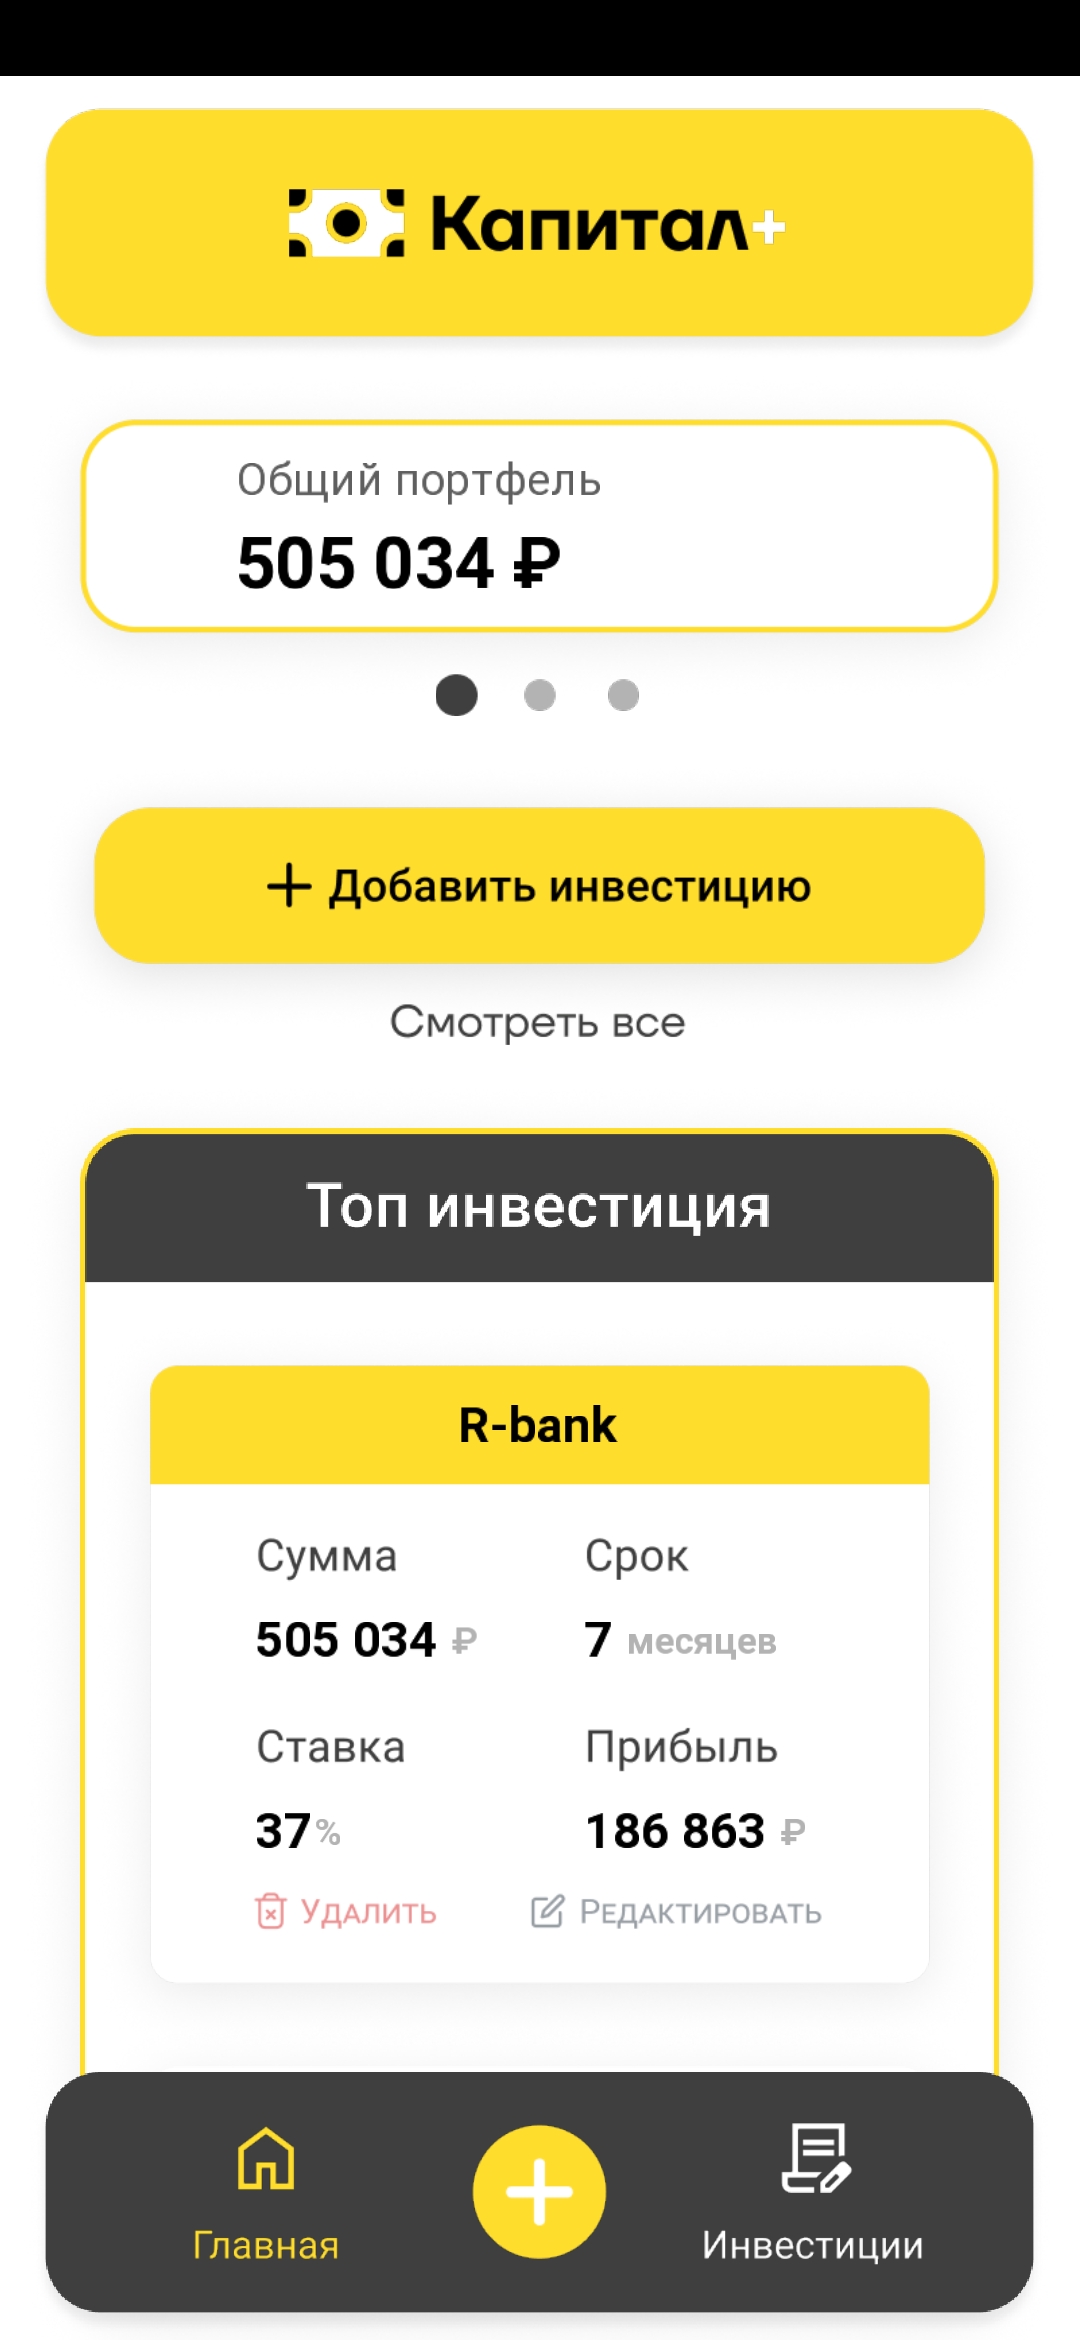 Капитал+
Общий портфель
505 034 ₽
+ Добавить инвестицию
Смотреть все
Топ инвестиция
R-bank
Сумма Срок
505 034 ₽ 7 месяцев
Ставка Прибыль
37% 186 863 ₽
Удалить Редактировать
Главная Инвестиции